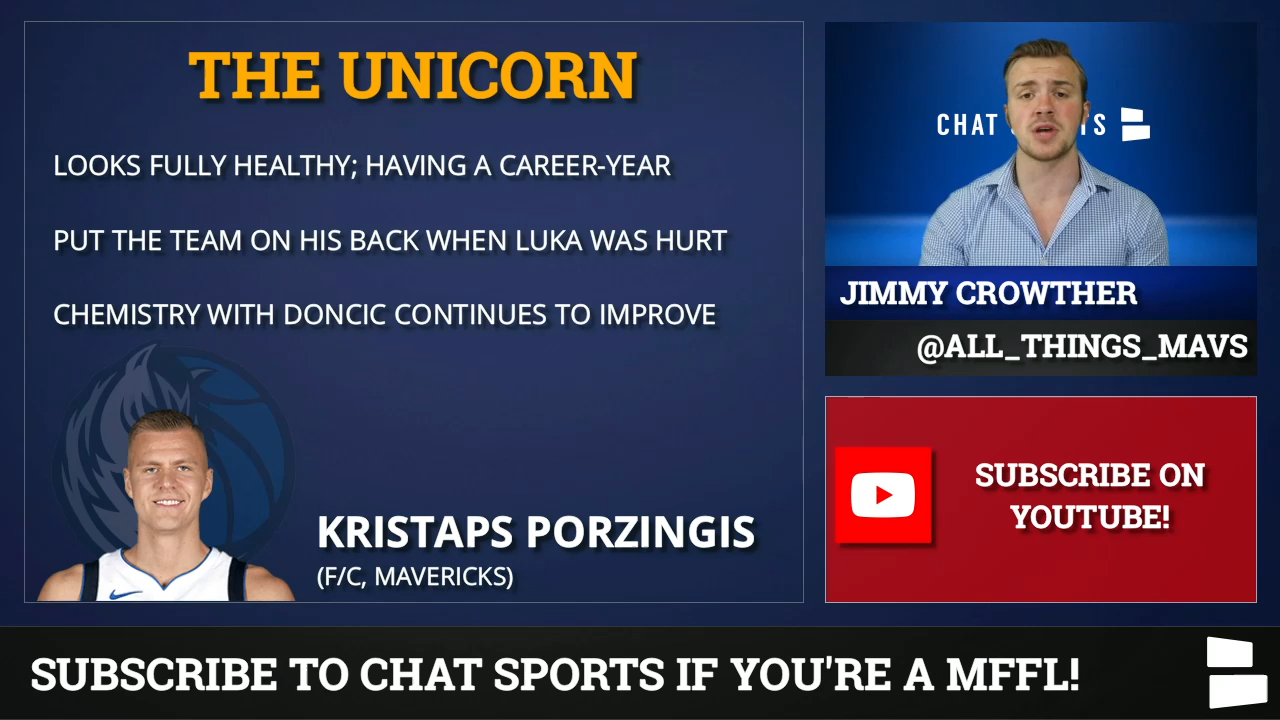 THE UNICORN
LOOKS FULLY HEALTHY; HAVING A CAREER-YEAR
PUT THE TEAM ON HIS BACK WHEN LUKA WAS HURT
CHEMISTRY WITH DONCIC CONTINUES TO IMPROVE
KRISTAPS PORZINGIS
(F/C, MAVERICKS)
CHAT
TS
JIMMY CROWTHER
@ALL_THINGS_MAVS
SUBSCRIBE ON
YOUTUBE!
SUBSCRIBE TO CHAT SPORTS IF YOU'RE A MFFL!